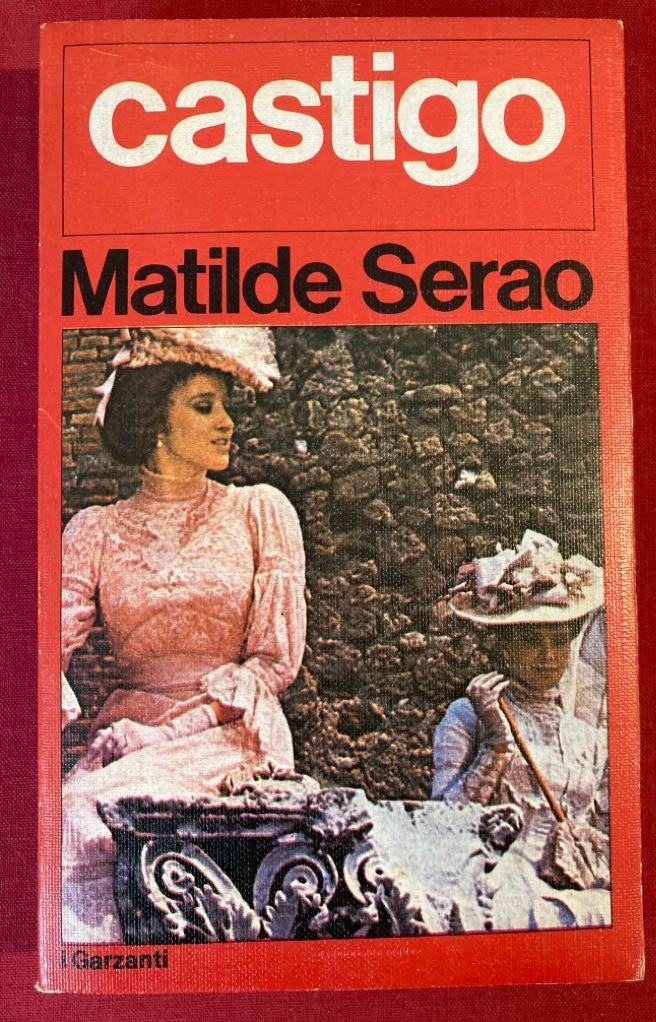 castigo
Matilde Serao
i Garzanti